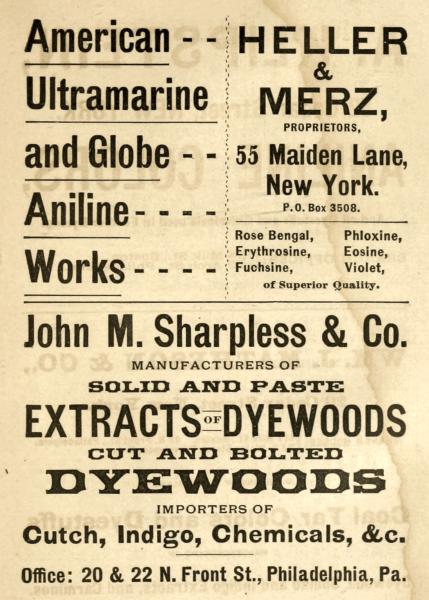 American - -
Ultramarine
and Globe - -
Aniline - - - -
Works - - - -
HELLER
&
MERZ,
PROPRIETORS,
55 Maiden Lane,
New York.
P.O. Box 3508.
Rose Bengal, Phloxine,
Erythrosine, Eosine,
Fuchsine, Violet,
of Superior Quality.
John M. Sharpless & Co.
MANUFACTURERS OF
SOLID AND PASTE
EXTRACTS OF DYEWOODS
CUT AND BOLTED
DYEWOODS
IMPORTERS OF
Cutch, Indigo, Chemicals, &c.
Office: 20 & 22 N. Front St., Philadelphia, Pa.